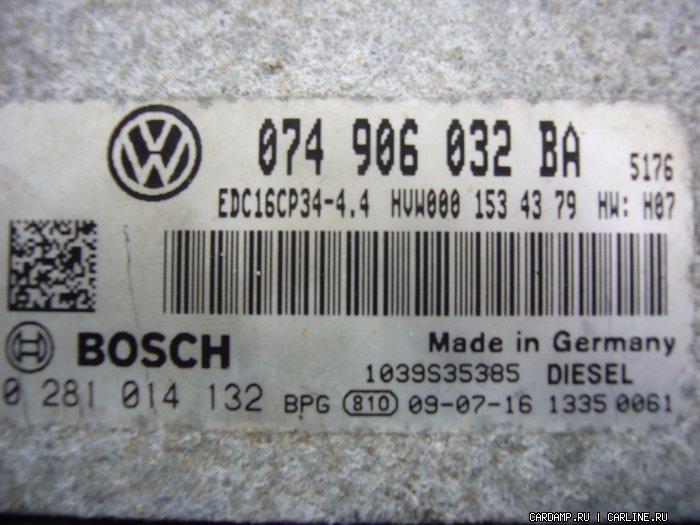 074 906 032 BA 5176
EDC16CP34-4.4 HVW000 153 43 79 HW: H07
BOSCH Made in Germany
1039S35385 DIESEL
0 281 014 132 BPG 810 09-07-16 1335 0061
CARDAMP.RU | CARLINE.RU